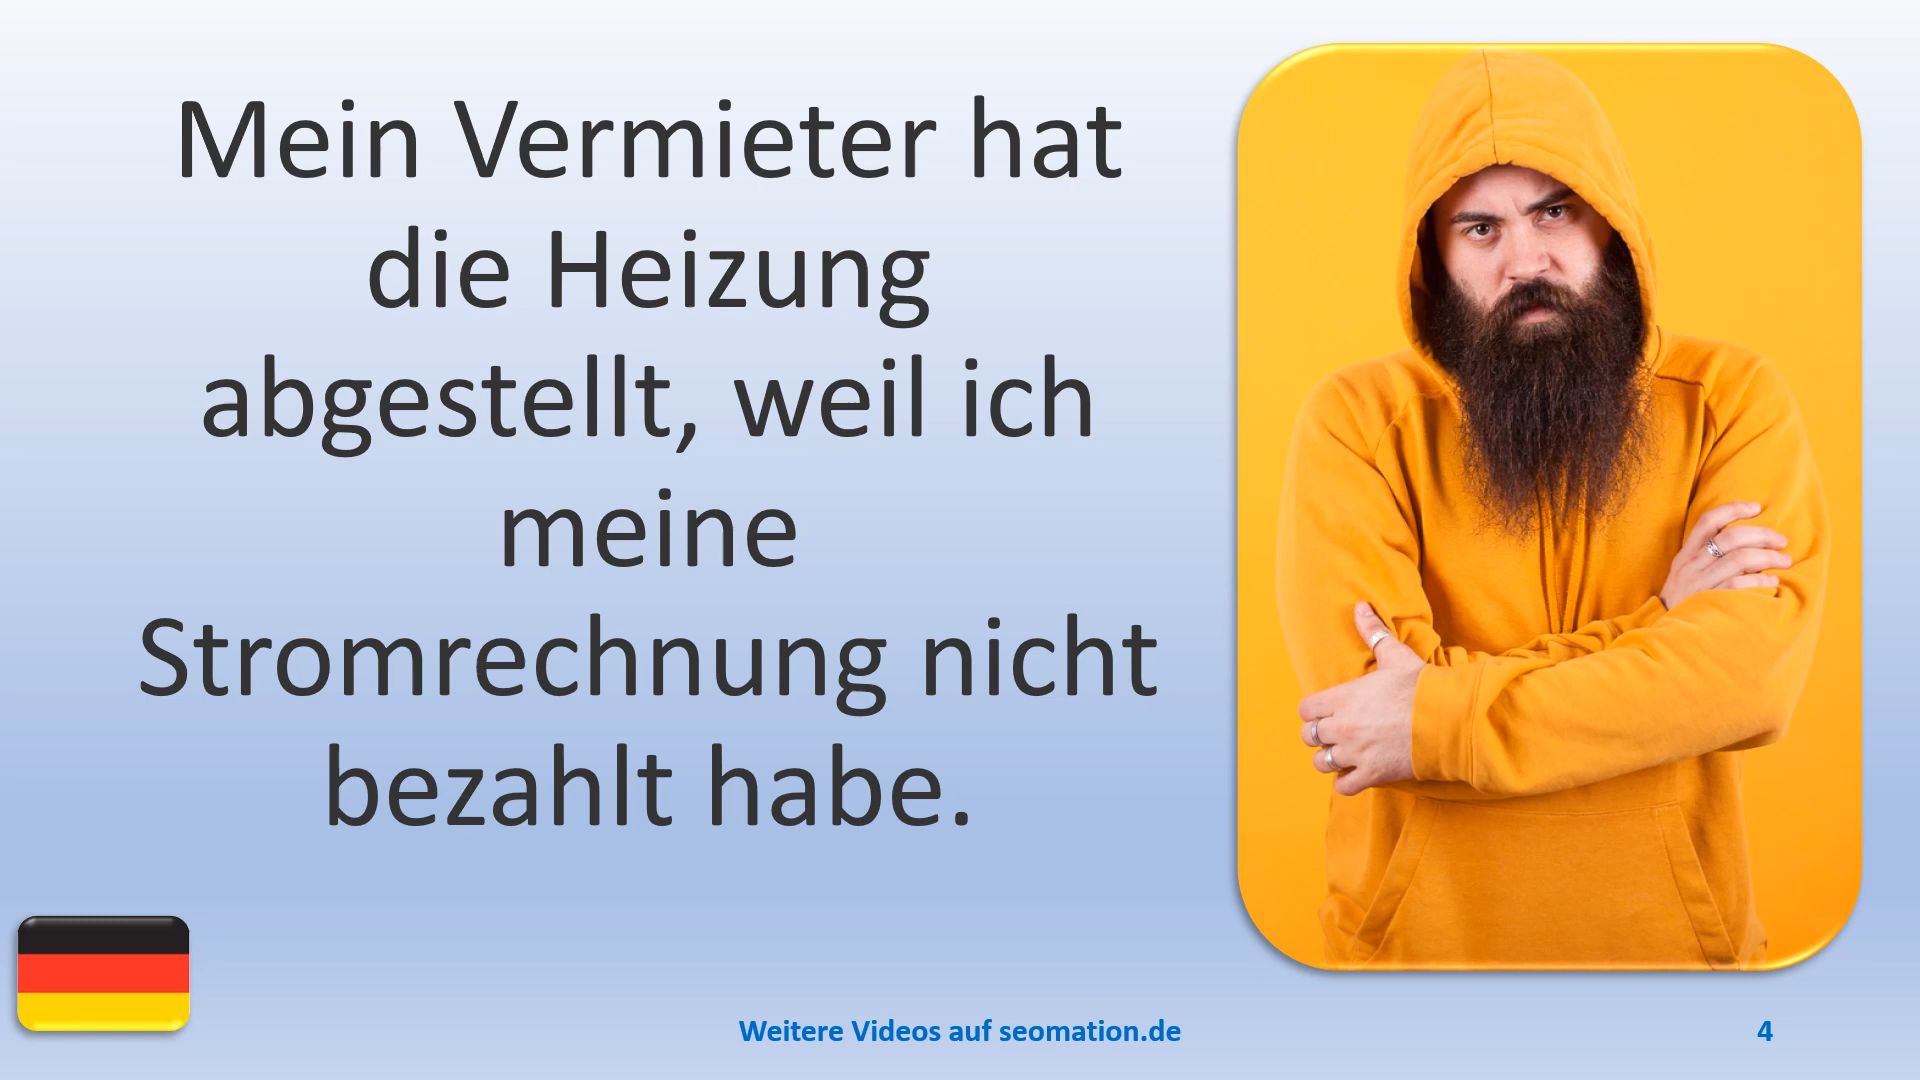 Mein Vermieter hat
die Heizung
abgestellt, weil ich
meine
Stromrechnung nicht
bezahlt habe.
Weitere Videos auf seomation.de
4